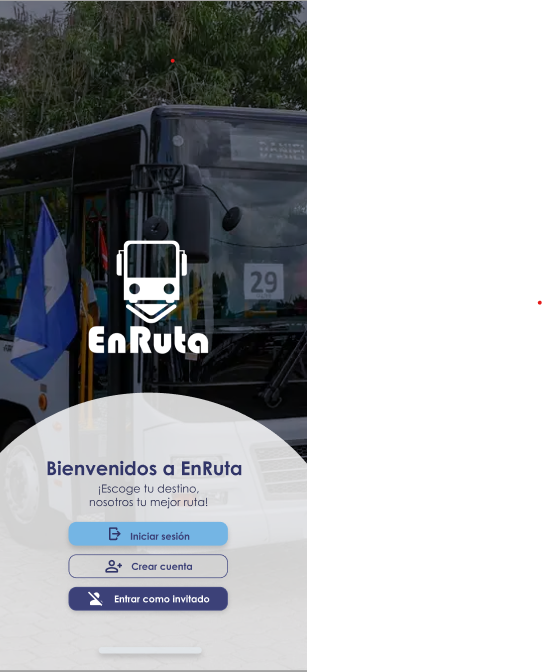 29
EnRuta
Bienvenidos a EnRuta
¡Escoge tu destino,
nosotros tu mejor ruta!
Iniciar sesión
Crear cuenta
Entrar como invitado